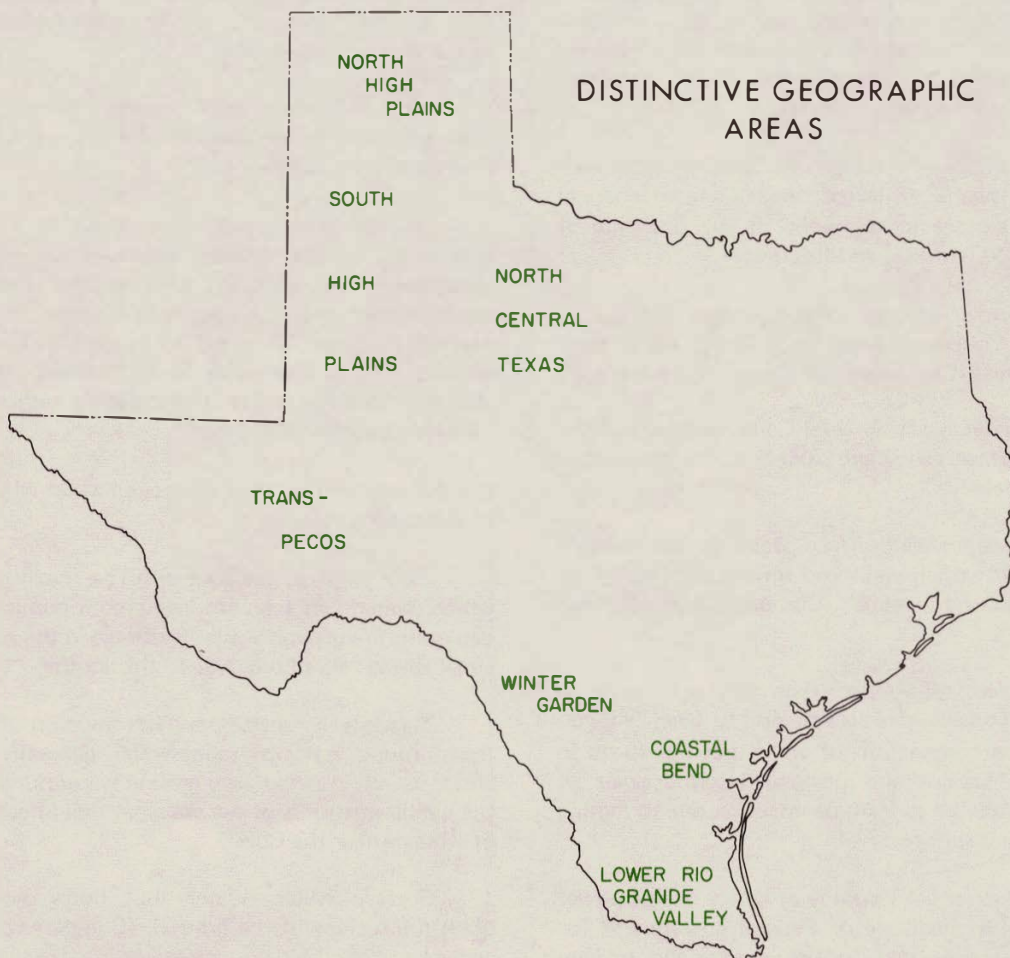 DISTINCTIVE GEOGRAPHIC
AREAS
NORTH
HIGH
PLAINS
SOUTH
HIGH
PLAINS
NORTH
CENTRAL
TEXAS
TRANS-
PECOS
WINTER
GARDEN
COASTAL
BEND
LOWER RIO
GRANDE
VALLEY